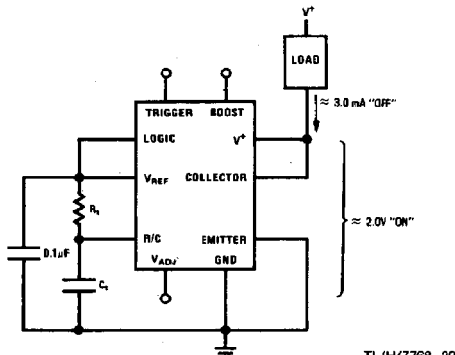 V⁺
LOAD
≈ 3.0 mA "OFF"
TRIGGER BOOST
LOGIC
V⁺
VREF
COLLECTOR
≈ 2.0V "ON"
Rt
0.1μF
R/C
EMITTER
VADJ
GND
Ct